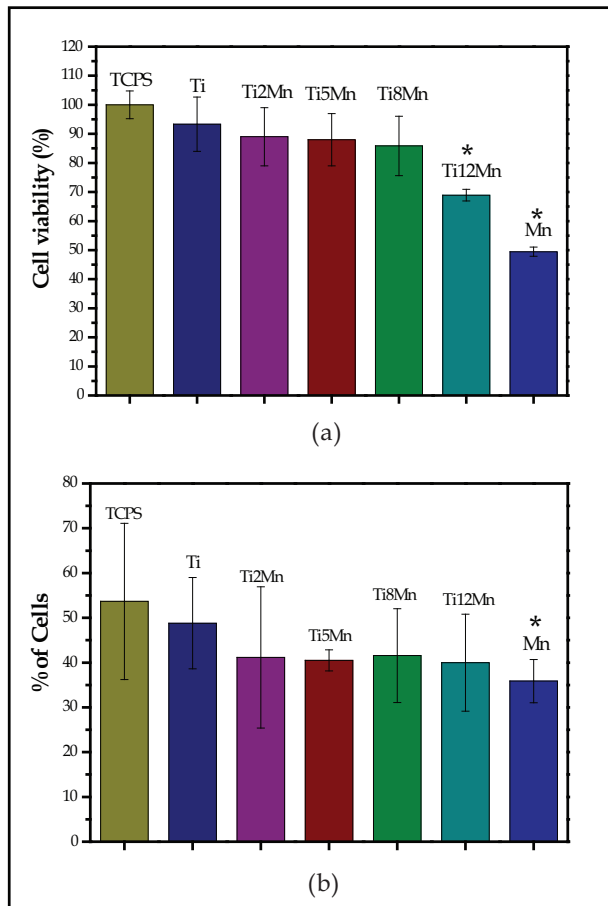 120
110
100
90
80
70
60
50
40
30
20
10
0
Cell viability (%)
TCPS
Ti
Ti2Mn
Ti5Mn
Ti8Mn
*
Ti12Mn
*
Mn
(a)
80
70
60
50
40
30
20
10
0
% of Cells
TCPS
Ti
Ti2Mn
Ti5Mn
Ti8Mn
Ti12Mn
*
Mn
(b)